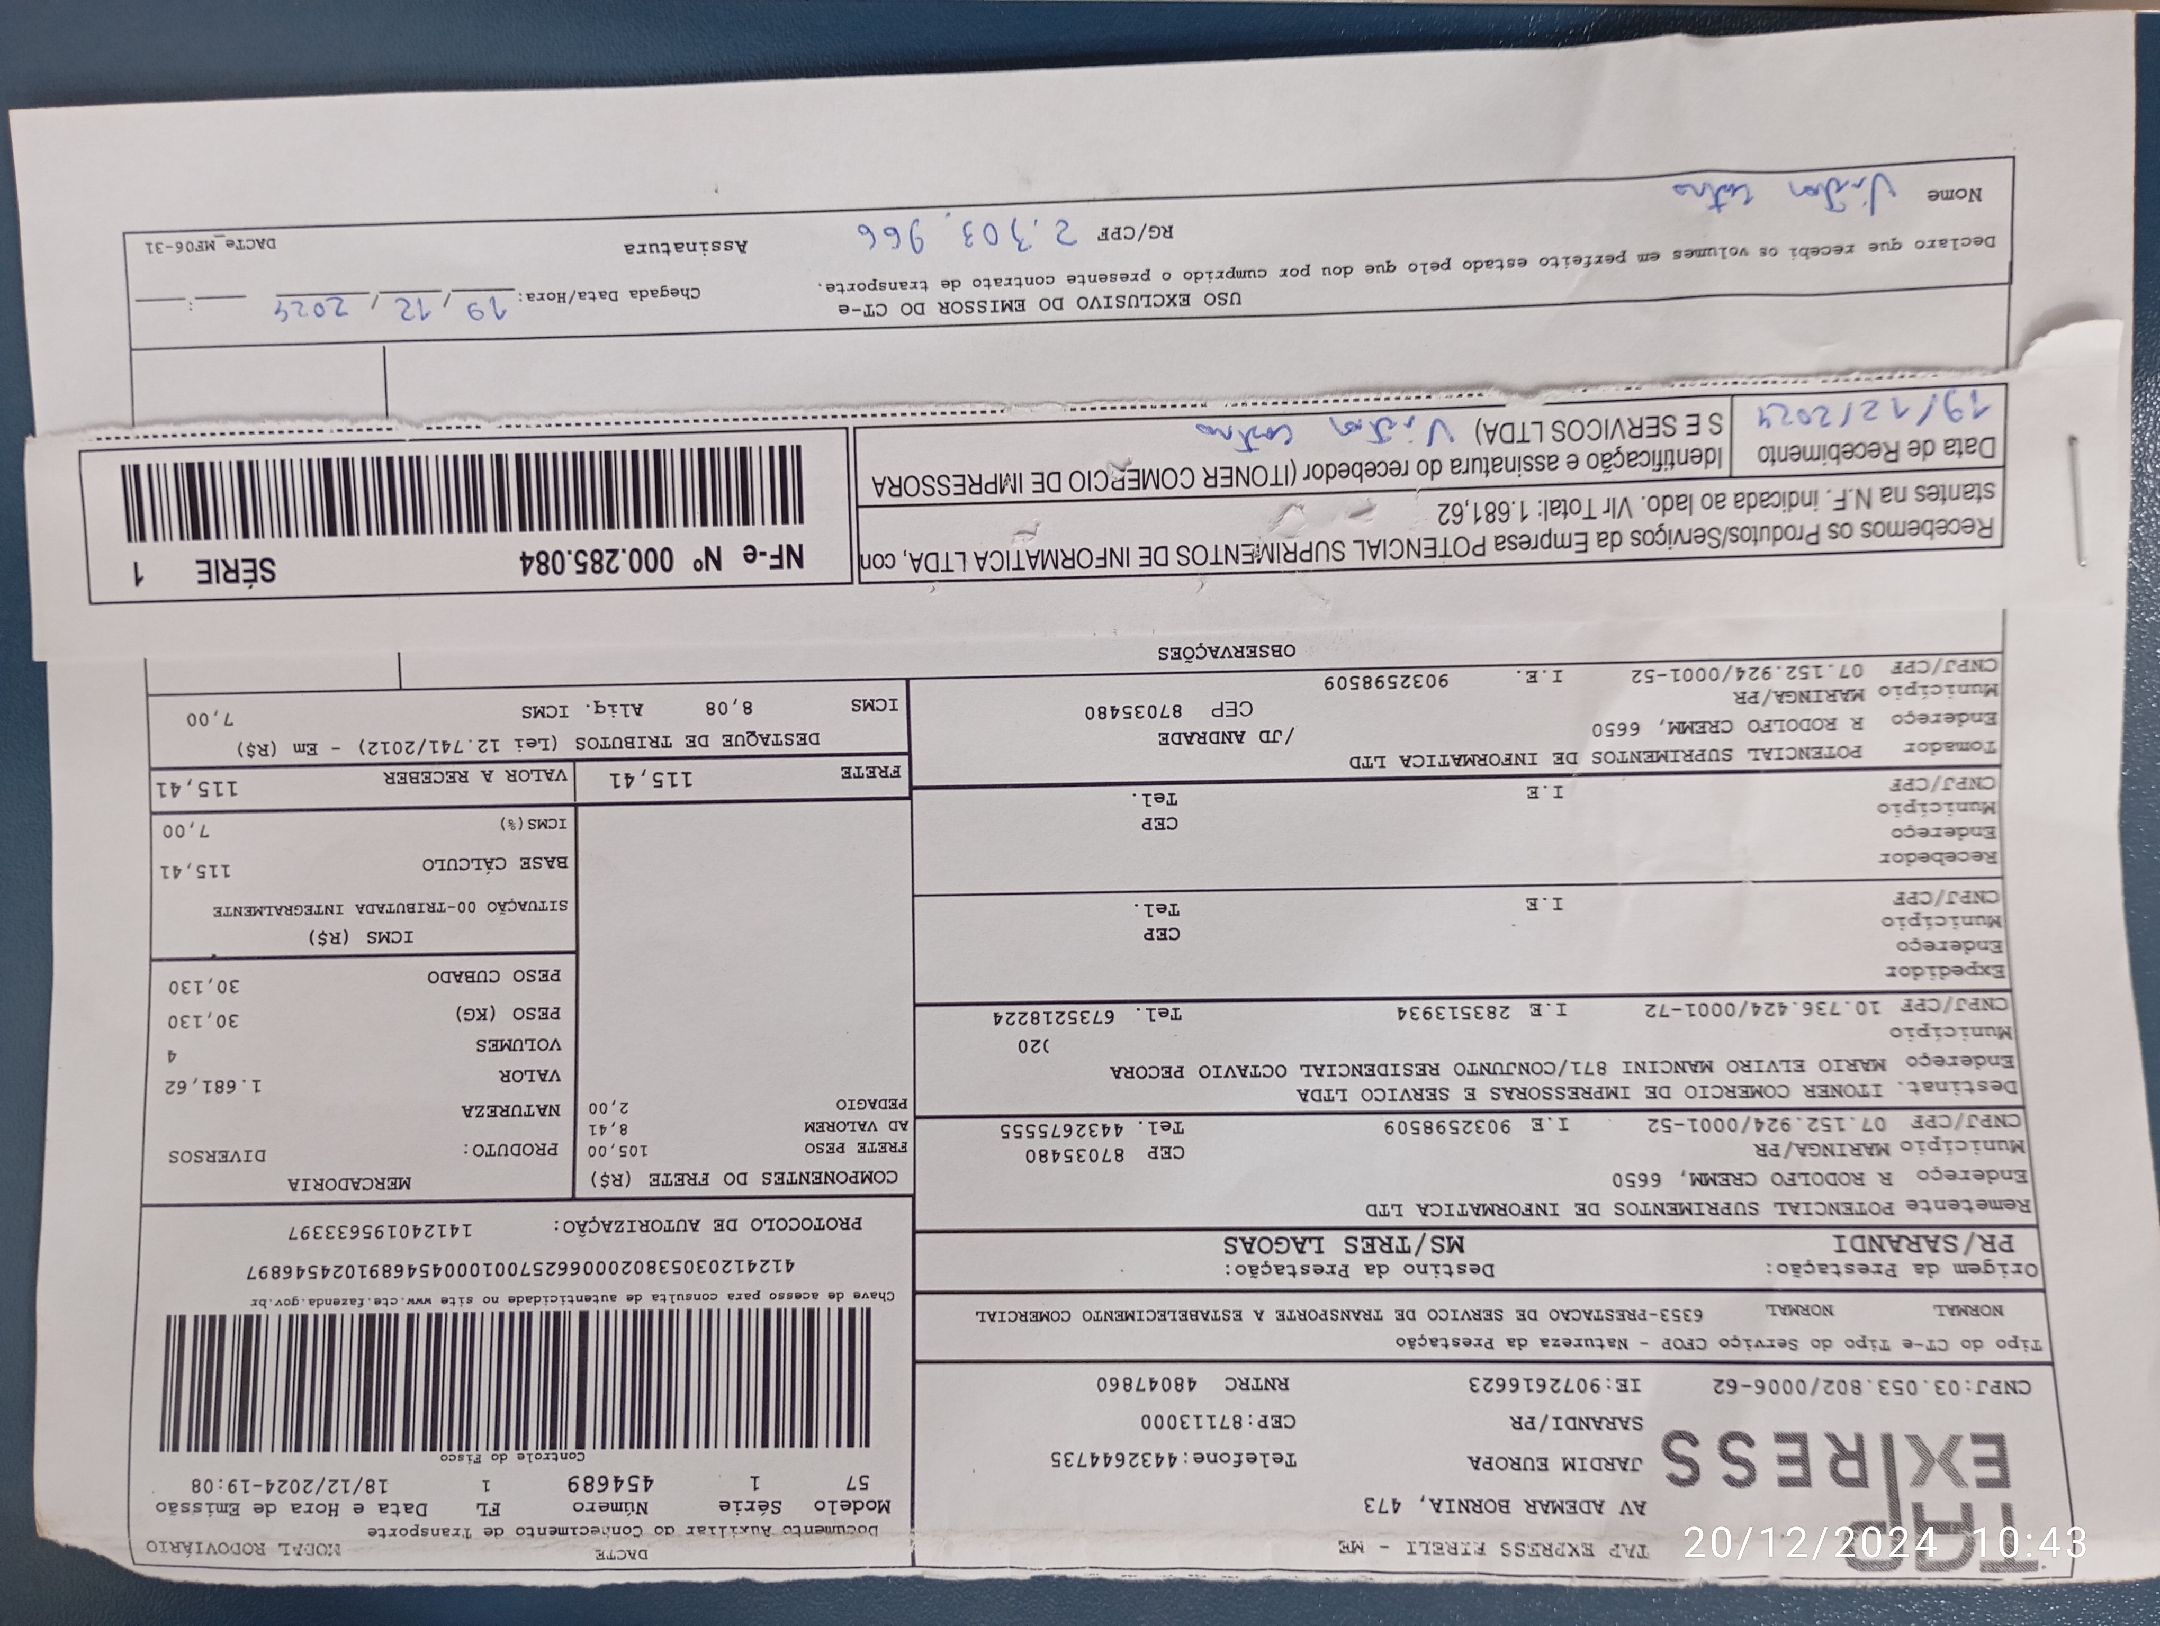 TAP
EXPRESS
TAP EXPRESS EIRELI - ME
AV ADEMAR BORNIA, 473
JARDIM EUROPA Telefone:4432644735
SARANDI/PR CEP:87113000
CNPJ:03.053.802/0006-62 IE:9072616623 RNTRC 48047860
DACTE MODAL RODOVIÁRIO
Documento Auxiliar do Conhecimento de Transporte
Modelo Série Número FL Data e Hora de Emissão
57 1 454689 1 18/12/2024-19:08
Controle do Fisco
Chave de acesso para consulta de autenticidade no site www.cte.fazenda.gov.br
41241203053802000662570010004546891024546897
PROTOCOLO DE AUTORIZAÇÃO: 141240195633397
Tipo do CT-e Tipo do Serviço CFOP - Natureza da Prestação
NORMAL NORMAL 6353-PRESTACAO DE SERVICO DE TRANSPORTE A ESTABELECIMENTO COMERCIAL
Origem da Prestação: Destino da Prestação:
PR/SARANDI MS/TRES LAGOAS
Remetente POTENCIAL SUPRIMENTOS DE INFORMATICA LTD
Endereço R RODOLFO CREMM, 6650
Município MARINGA/PR CEP 87035480
CNPJ/CPF 07.152.924/0001-52 I.E 9032598509 Tel. 4432675555
Destinat. ITONER COMERCIO DE IMPRESSORAS E SERVICO LTDA
Endereço MARIO ELVIRO MANCINI 871/CONJUNTO RESIDENCIAL OCTAVIO PECORA
Município )20
CNPJ/CPF 10.736.424/0001-72 I.E 283513934 Tel. 6735218224
Expedidor
Endereço
Município CEP
CNPJ/CPF I.E Tel.
Recebedor
Endereço
Município CEP
CNPJ/CPF I.E Tel.
Tomador POTENCIAL SUPRIMENTOS DE INFORMATICA LTD
Endereço R RODOLFO CREMM, 6650 /JD ANDRADE
Município MARINGA/PR CEP 87035480
CNPJ/CPF 07.152.924/0001-52 I.E. 9032598509
COMPONENTES DO FRETE (R$)
FRETE PESO 105,00
AD VALOREM 8,41
PEDAGIO 2,00
MERCADORIA
PRODUTO: DIVERSOS
NATUREZA
VALOR 1.681,62
VOLUMES 4
PESO (KG) 30,130
PESO CUBADO 30,130
ICMS (R$)
SITUAÇÃO 00-TRIBUTADA INTEGRALMENTE
BASE CÁLCULO 115,41
ICMS(%) 7,00
FRETE 115,41 VALOR A RECEBER 115,41
DESTAQUE DE TRIBUTOS (Lei 12.741/2012) - Em (R$)
ICMS 8,08 Aliq. ICMS 7,00
OBSERVAÇÕES
Recebemos os Produtos/Serviços da Empresa POTENCIAL SUPRIMENTOS DE INFORMATICA LTDA, con
stantes na N.F. indicada ao lado. Vlr Total: 1.681,62
Data de Recebimento
19/12/2024
Identificação e assinatura do recebedor (ITONER COMERCIO DE IMPRESSORA
S E SERVICOS LTDA)
NF-e Nº 000.285.084 SÉRIE 1
USO EXCLUSIVO DO EMISSOR DO CT-e
Declaro que recebi os volumes em perfeito estado pelo que dou por cumprido o presente contrato de transporte.
Chegada Data/Hora: 19/12/2024 :
Nome RG/CPF 2.303.966 Assinatura
DACTe_MF06-31
20/12/2024 10:43